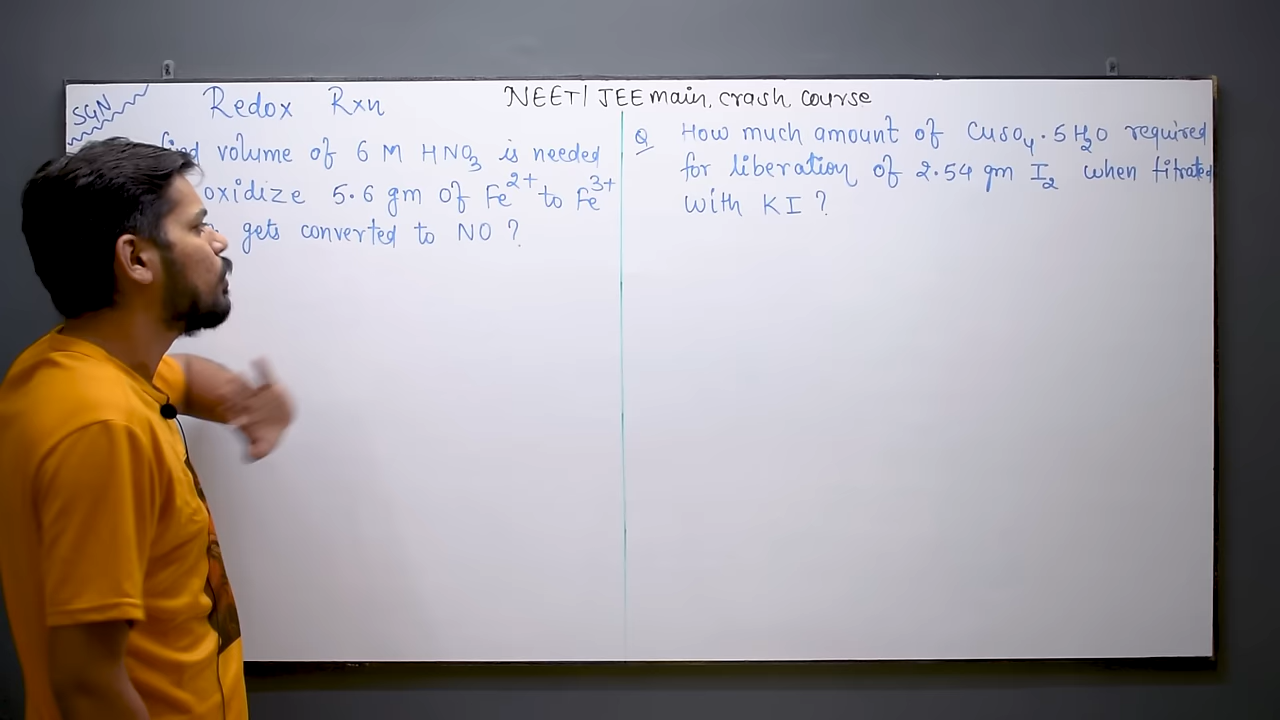 SGN
Redox Rxn
NEET/ JEE main, crash, course
find volume of 6 M HNO3 is needed
oxidize 5.6 gm of Fe2+ to Fe3+
gets converted to NO ?
Q How much amount of CuSO4 . 5H2O required
for liberation of 2.54 gm I2 when titrated
with KI ?